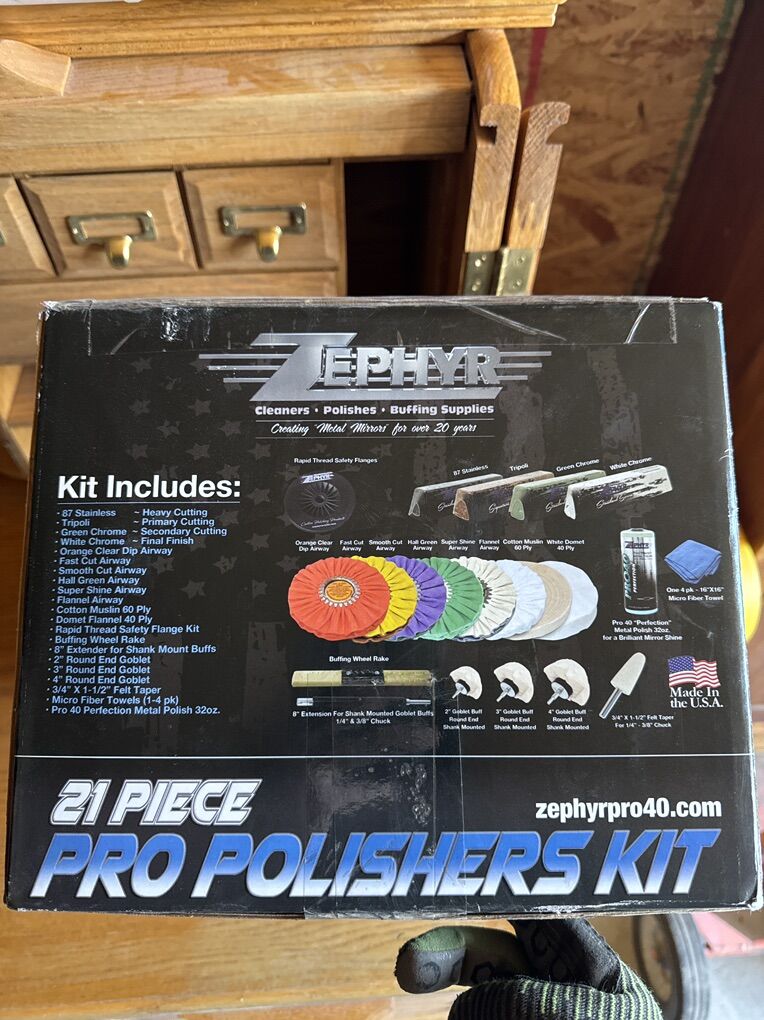 ZEPHYR
Cleaners • Polishes • Buffing Supplies
Creating "Metal Mirrors" for over 20 years
Kit Includes:
• 87 Stainless ~ Heavy Cutting
• Tripoli ~ Primary Cutting
• Green Chrome ~ Secondary Cutting
• White Chrome ~ Final Finish
• Orange Clear Dip Airway
• Fast Cut Airway
• Smooth Cut Airway
• Hall Green Airway
• Super Shine Airway
• Flannel Airway
• Cotton Muslin 60 Ply
• Domet Flannel 40 Ply
• Rapid Thread Safety Flange Kit
• Buffing Wheel Rake
• 8" Extender for Shank Mount Buffs
• 2" Round End Goblet
• 3" Round End Goblet
• 4" Round End Goblet
• 3/4" X 1-1/2" Felt Taper
• Micro Fiber Towels (1-4 pk)
• Pro 40 Perfection Metal Polish 32oz.
Rapid Thread Safety Flanges
ZEPHYR
87 Stainless
Tripoli
Green Chrome
White Chrome
Orange Clear
Dip Airway
Fast Cut
Airway
Smooth Cut
Airway
Hall Green
Airway
Super Shine
Airway
Flannel
Airway
Cotton Muslin
60 Ply
White Domet
40 Ply
ZEPHYR
PRO40
PERFECTION
Pro 40 "Perfection"
Metal Polish 32oz.
for a Brilliant Mirror Shine
One 4 pk - 16"X16"
Micro Fiber Towel
Buffing Wheel Rake
8" Extension For Shank Mounted Goblet Buffs
1/4" & 3/8" Chuck
2" Goblet Buff
Round End
Shank Mounted
3" Goblet Buff
Round End
Shank Mounted
4" Goblet Buff
Round End
Shank Mounted
3/4" X 1-1/2" Felt Taper
For 1/4" - 3/8" Chuck
Made In
the U.S.A.
21 PIECE
PRO POLISHERS KIT
zephyrpro40.com